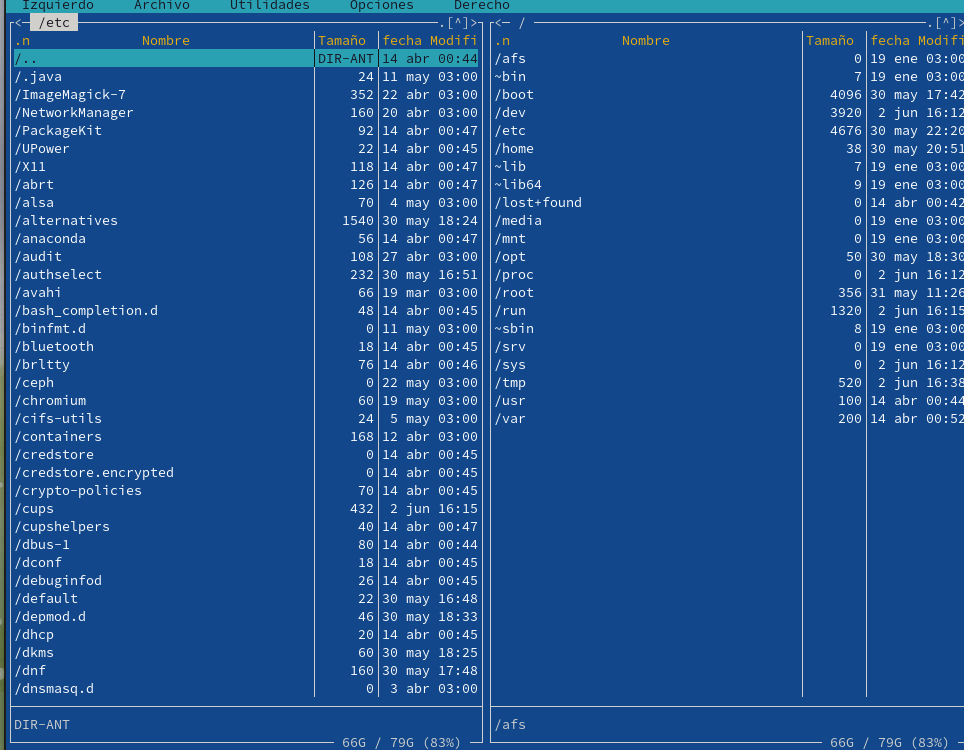 Izquierdo Archivo Utilidades Opciones Derecho
<─ /etc .[^]>
.n Nombre Tamaño fecha Modifi
/.. DIR-ANT 14 abr 00:44
/.java 24 11 may 03:00
/ImageMagick-7 352 22 abr 03:00
/NetworkManager 160 20 abr 03:00
/PackageKit 92 14 abr 00:47
/UPower 22 14 abr 00:45
/X11 118 14 abr 00:47
/abrt 126 14 abr 00:47
/alsa 70 4 may 03:00
/alternatives 1540 30 may 18:24
/anaconda 56 14 abr 00:47
/audit 108 27 abr 03:00
/authselect 232 30 may 16:51
/avahi 66 19 mar 03:00
/bash_completion.d 48 14 abr 00:45
/binfmt.d 0 11 may 03:00
/bluetooth 18 14 abr 00:45
/brltty 76 14 abr 00:46
/ceph 0 22 may 03:00
/chromium 60 19 may 03:00
/cifs-utils 24 5 may 03:00
/containers 168 12 abr 03:00
/credstore 0 14 abr 00:45
/credstore.encrypted 0 14 abr 00:45
/crypto-policies 70 14 abr 00:45
/cups 432 2 jun 16:15
/cupshelpers 40 14 abr 00:47
/dbus-1 80 14 abr 00:44
/dconf 18 14 abr 00:45
/debuginfod 26 14 abr 00:45
/default 22 30 may 16:48
/depmod.d 46 30 may 18:33
/dhcp 20 14 abr 00:45
/dkms 60 30 may 18:25
/dnf 160 30 may 17:48
/dnsmasq.d 0 3 abr 03:00
DIR-ANT
66G / 79G (83%)
<─ / .[^]>
.n Nombre Tamaño fecha Modifi
/afs 0 19 ene 03:00
~bin 7 19 ene 03:00
/boot 4096 30 may 17:42
/dev 3920 2 jun 16:12
/etc 4676 30 may 22:20
/home 38 30 may 20:51
~lib 7 19 ene 03:00
~lib64 9 19 ene 03:00
/lost+found 0 14 abr 00:42
/media 0 19 ene 03:00
/mnt 0 19 ene 03:00
/opt 50 30 may 18:30
/proc 0 2 jun 16:12
/root 356 31 may 11:26
/run 1320 2 jun 16:15
~sbin 8 19 ene 03:00
/srv 0 19 ene 03:00
/sys 0 2 jun 16:12
/tmp 520 2 jun 16:38
/usr 100 14 abr 00:44
/var 200 14 abr 00:52
/afs
66G / 79G (83%)